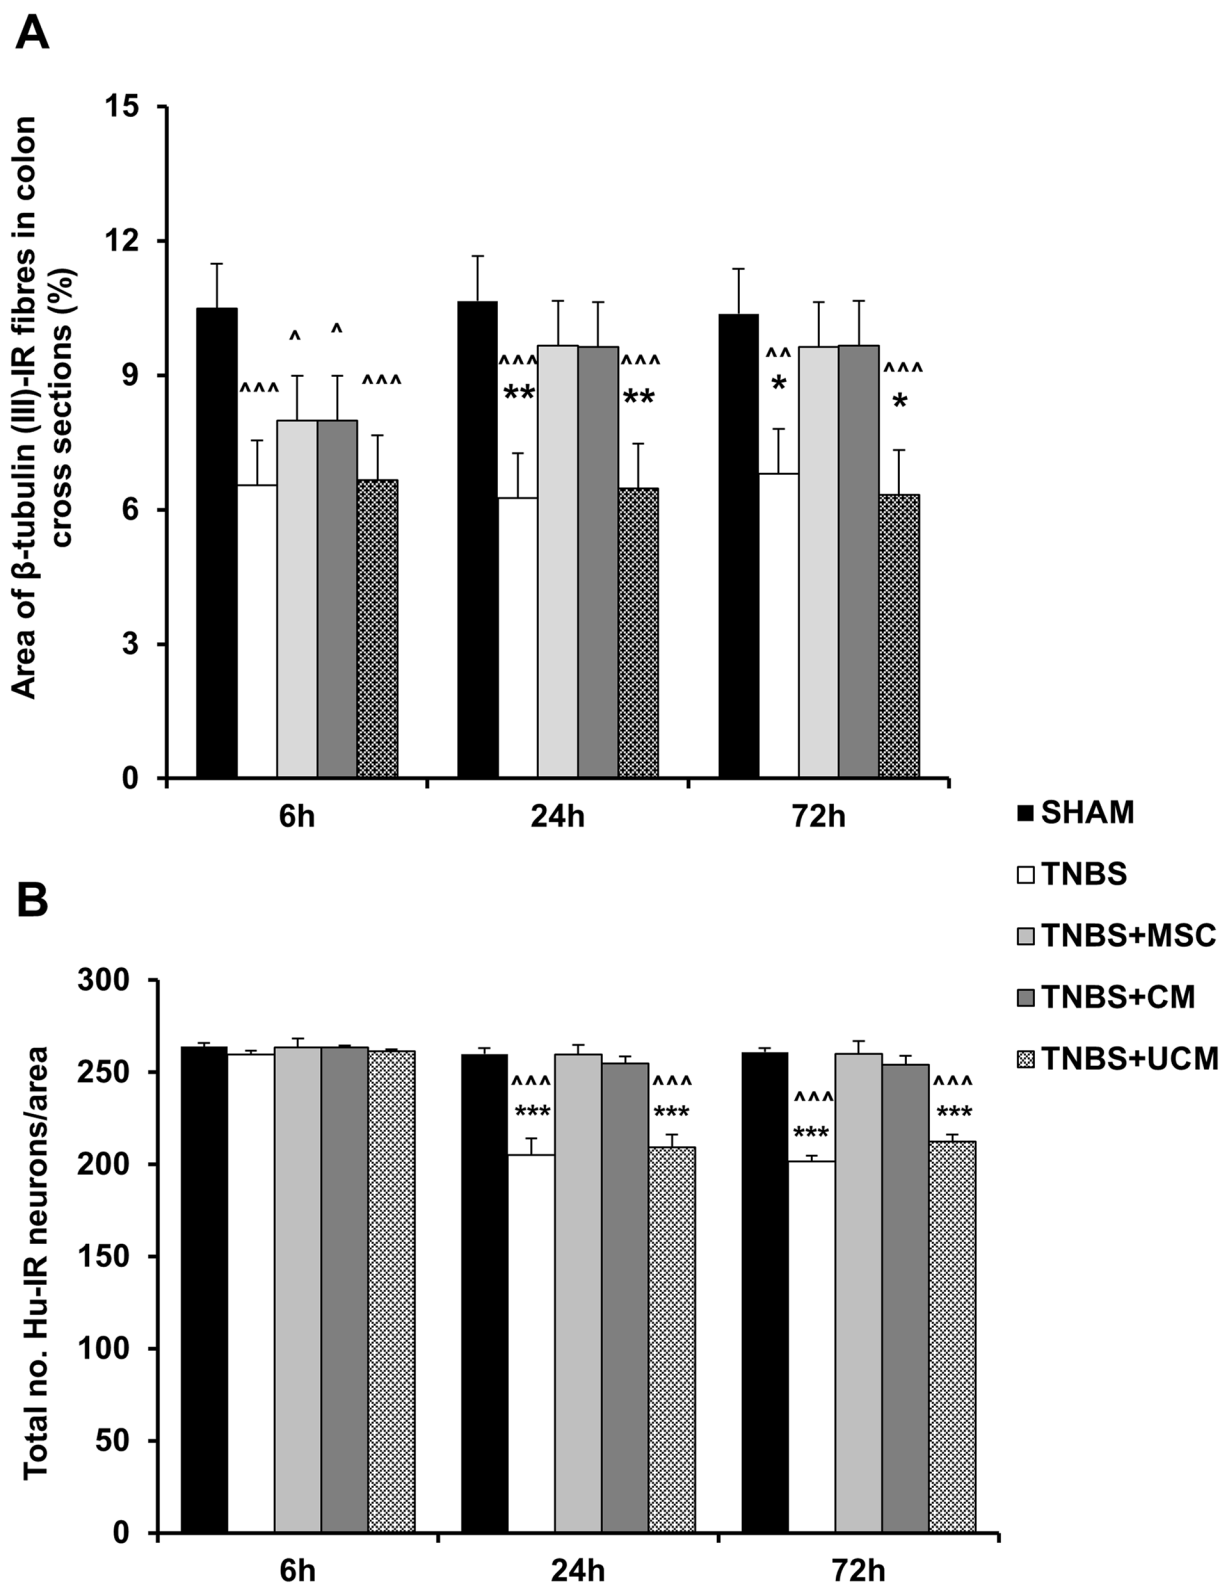 A
Area of β-tubulin (III)-IR fibres in colon
cross sections (%)
15
12
9
6
3
0
^^^
^
^
^^^
^^^
**
^^^
**
^^
*
^^^
*
6h
24h
72h
SHAM
TNBS
TNBS+MSC
TNBS+CM
TNBS+UCM
B
Total no. Hu-IR neurons/area
300
250
200
150
100
50
0
^^^
***
^^^
***
^^^
***
^^^
***
6h
24h
72h